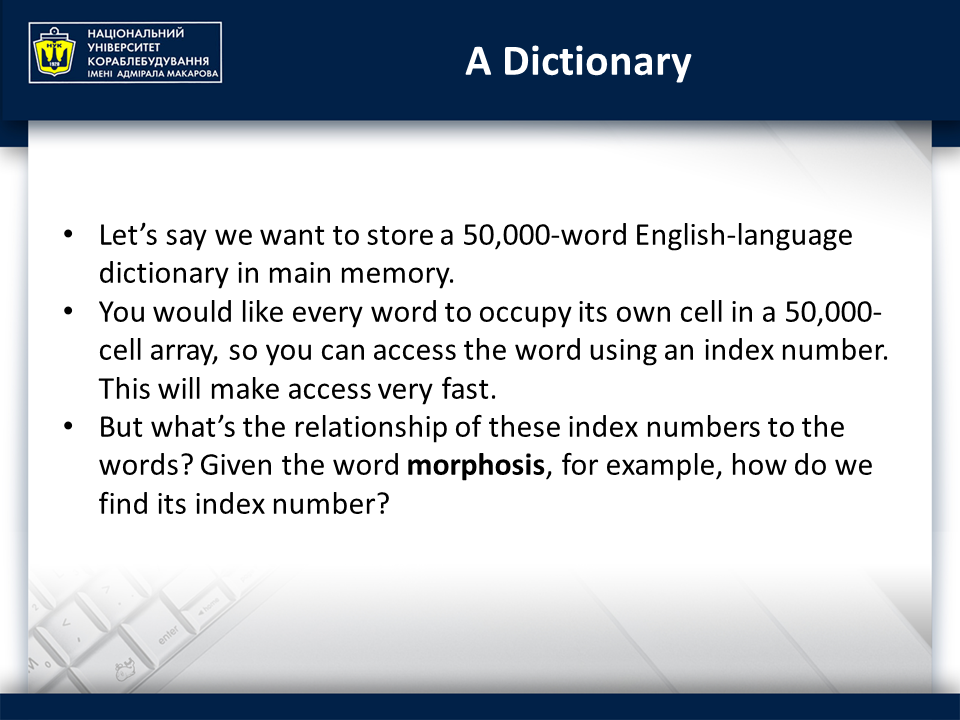 НАЦІОНАЛЬНИЙ
УНІВЕРСИТЕТ
КОРАБЛЕБУДУВАННЯ
ІМЕНІ АДМІРАЛА МАКАРОВА
НУК
1920
A Dictionary
• Let’s say we want to store a 50,000-word English-language
dictionary in main memory.
• You would like every word to occupy its own cell in a 50,000-
cell array, so you can access the word using an index number.
This will make access very fast.
• But what’s the relationship of these index numbers to the
words? Given the word morphosis, for example, how do we
find its index number?
enter